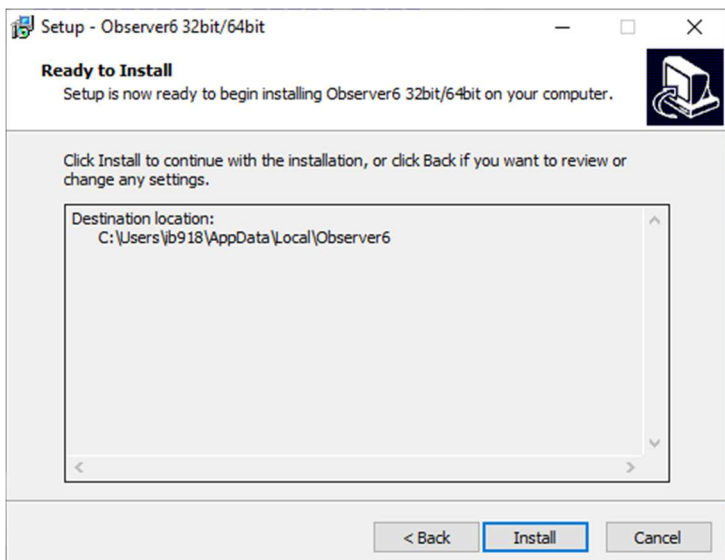 Setup - Observer6 32bit/64bit
Ready to Install
Setup is now ready to begin installing Observer6 32bit/64bit on your computer.
Click Install to continue with the installation, or click Back if you want to review or
change any settings.
Destination location:
C:\Users\ib918\AppData\Local\Observer6
< Back
Install
Cancel